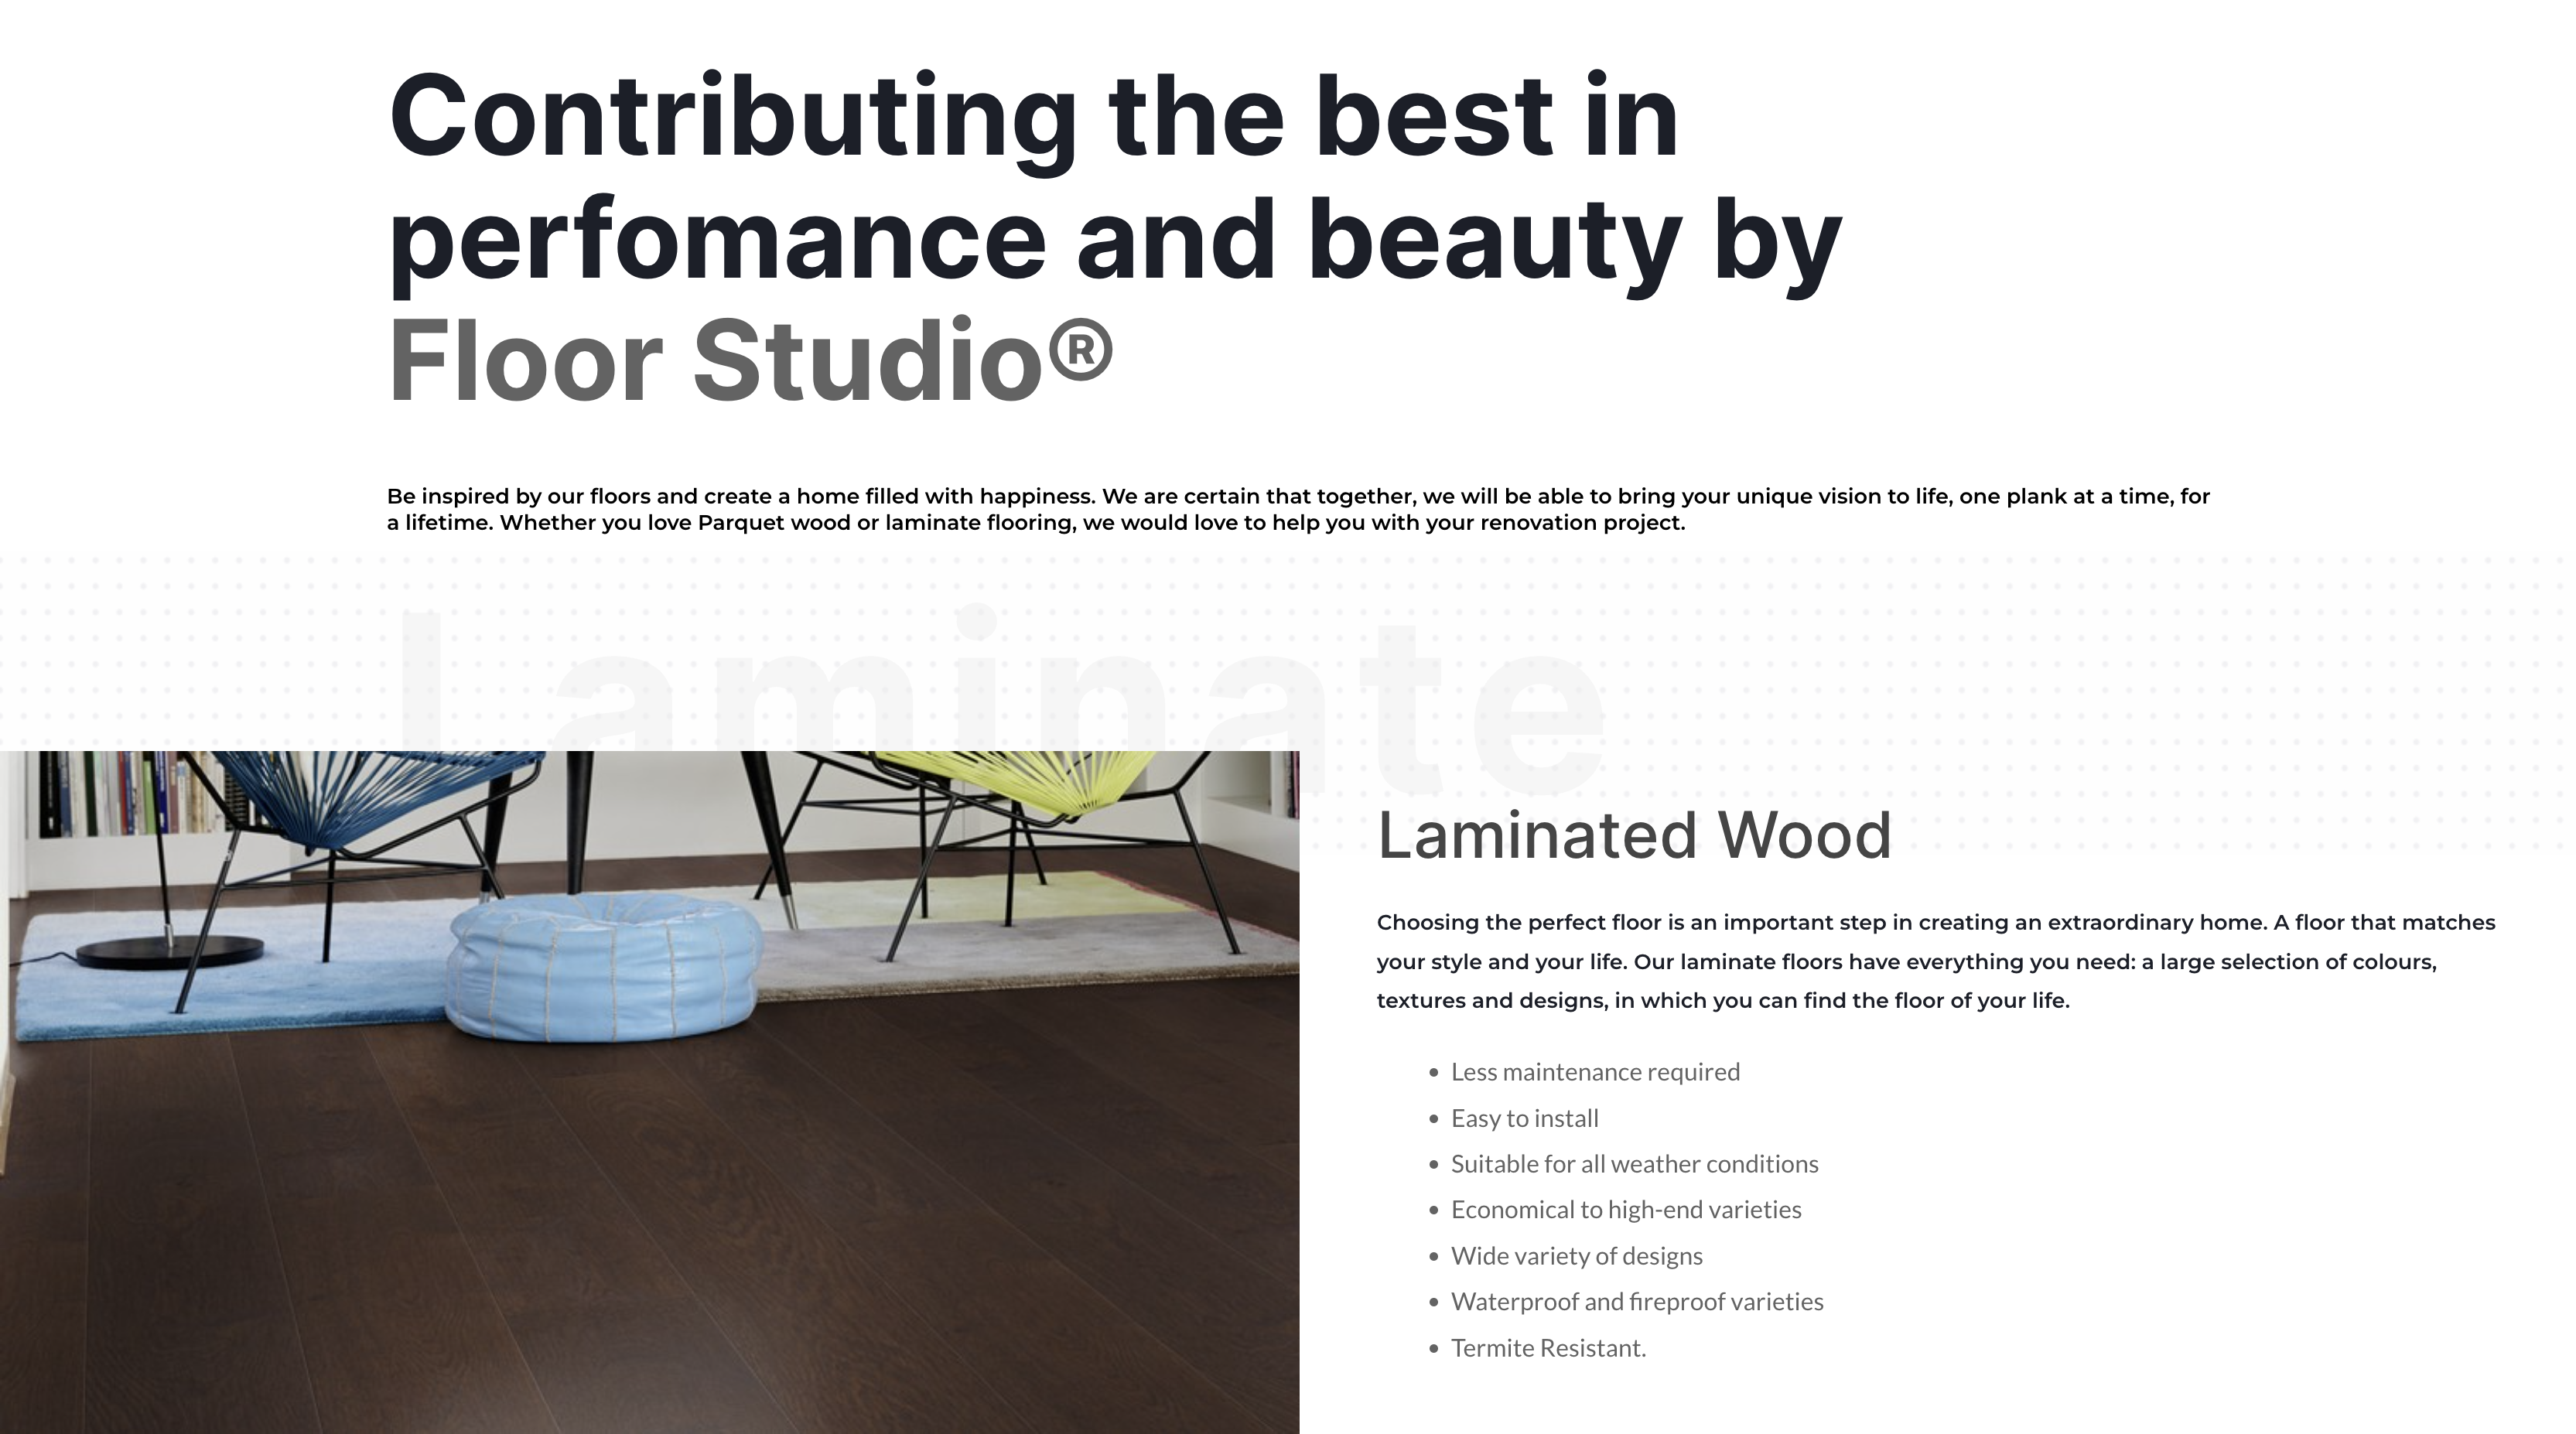 Contributing the best in
perfomance and beauty by
Floor Studio®
Be inspired by our floors and create a home filled with happiness. We are certain that together, we will be able to bring your unique vision to life, one plank at a time, for
a lifetime. Whether you love Parquet wood or laminate flooring, we would love to help you with your renovation project.
Laminate
Laminated Wood
Choosing the perfect floor is an important step in creating an extraordinary home. A floor that matches
your style and your life. Our laminate floors have everything you need: a large selection of colours,
textures and designs, in which you can find the floor of your life.
• Less maintenance required
• Easy to install
• Suitable for all weather conditions
• Economical to high-end varieties
• Wide variety of designs
• Waterproof and fireproof varieties
• Termite Resistant.